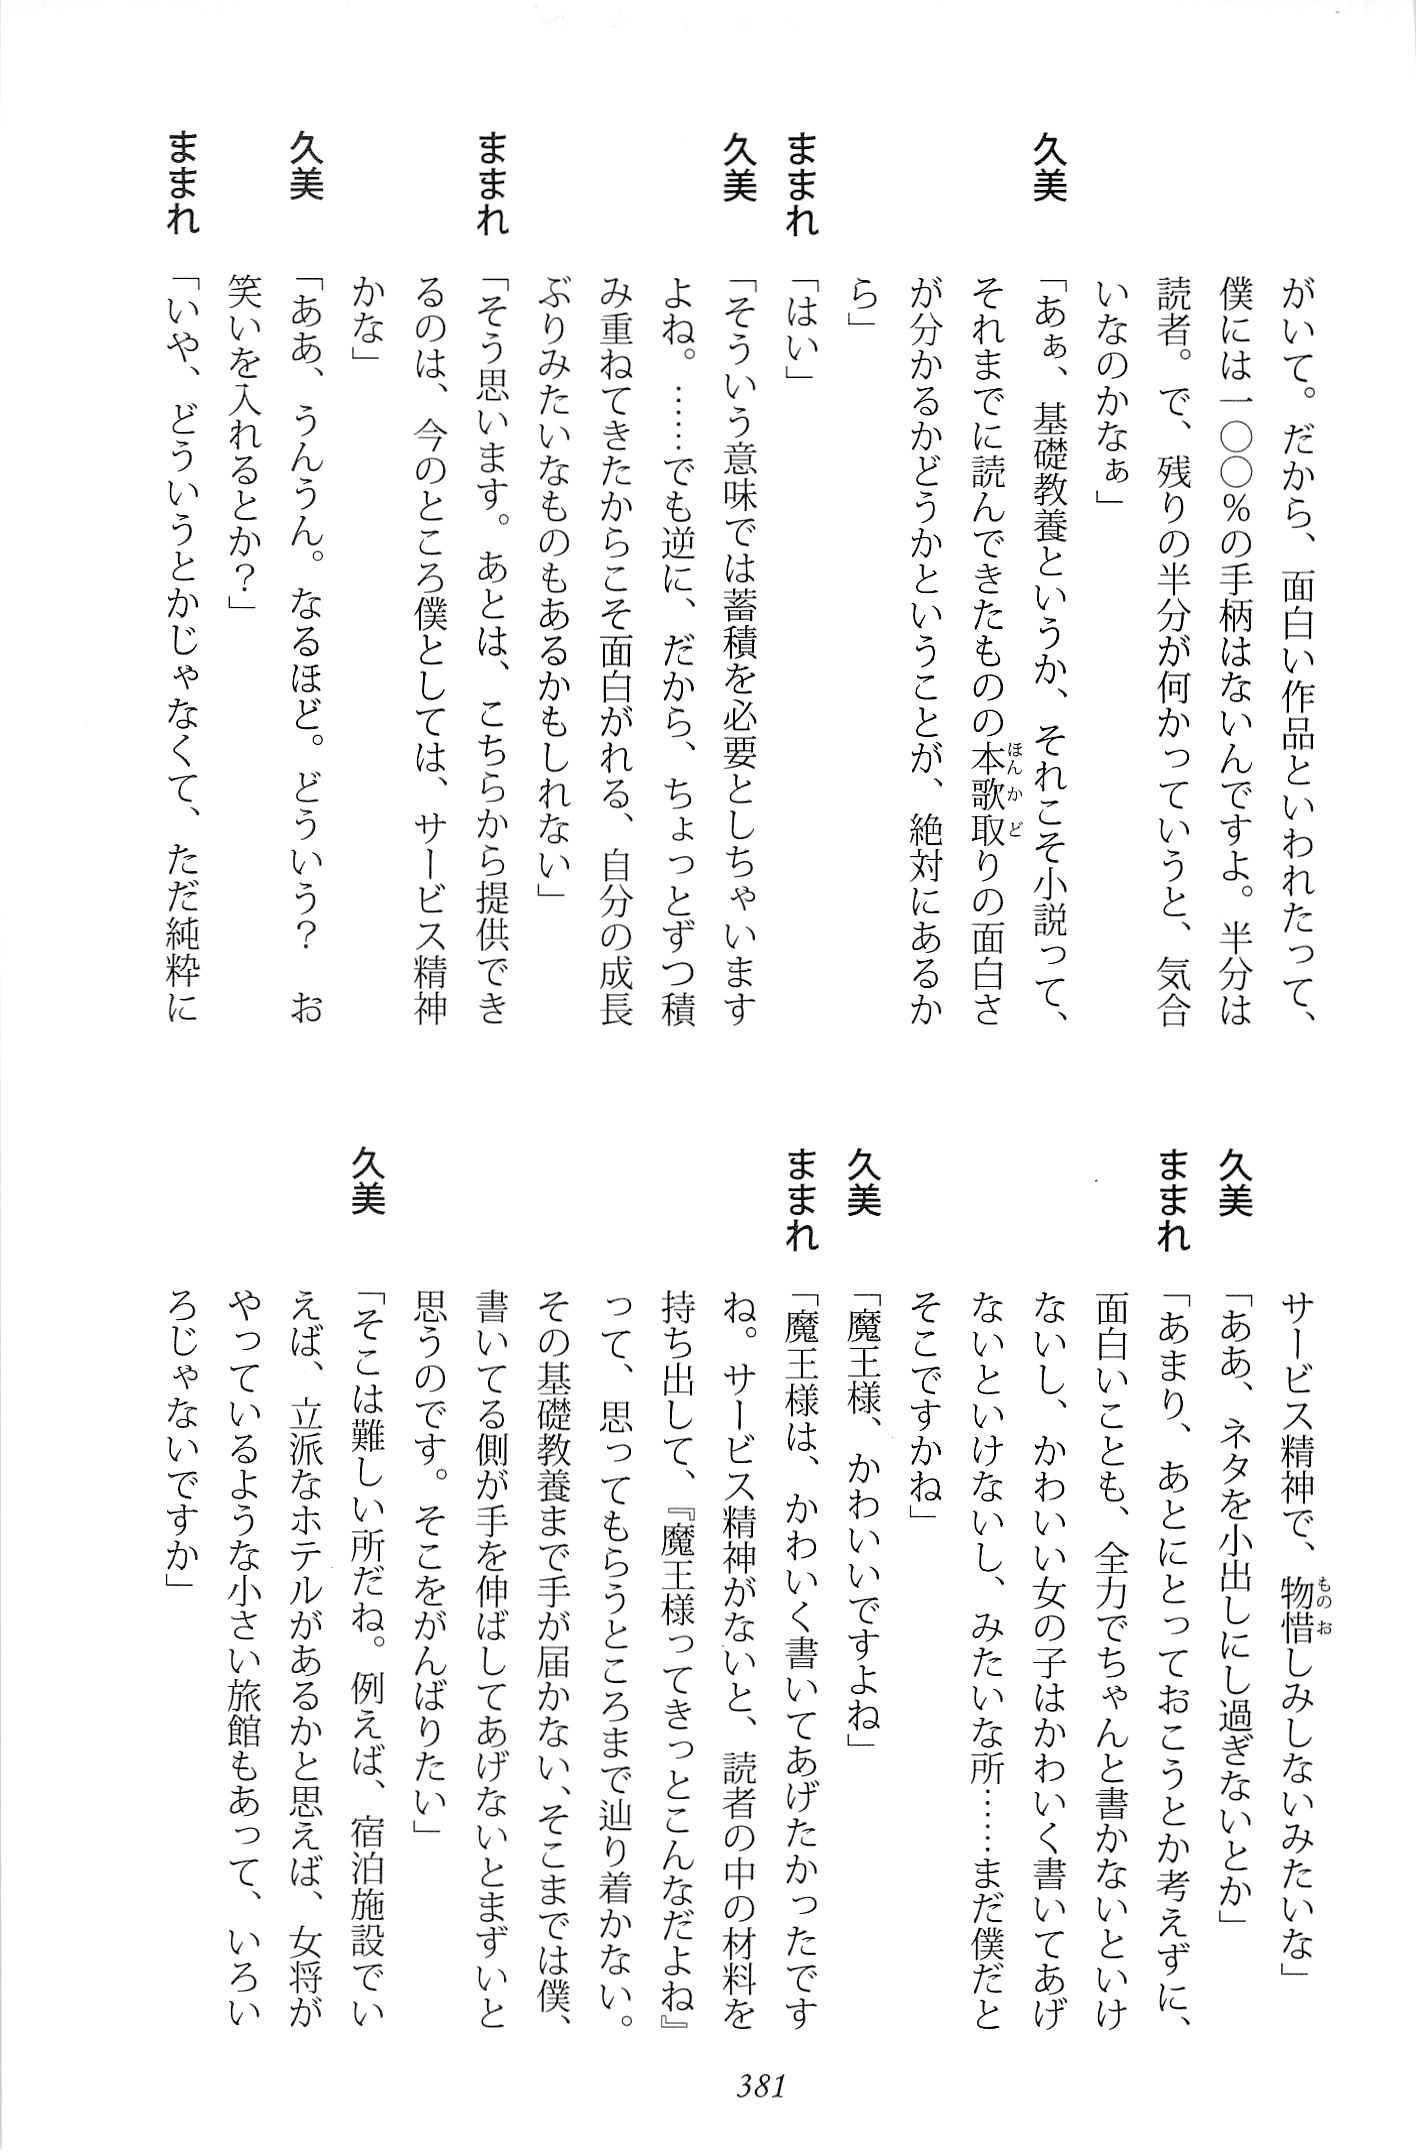 がいて。だから、面白い作品といわれたって、
僕には一〇〇％の手柄はないんですよ。半分は
読者。で、残りの半分が何かっていうと、気合
いなのかなぁ」
久美「あぁ、基礎教養というか、それこそ小説って、
それまでに読んできたものの本歌取りの面白さ
が分かるかどうかということが、絶対にあるか
ら」
ままれ「はい」
久美「そういう意味では蓄積を必要としちゃいます
よね。……でも逆に、だから、ちょっとずつ積
み重ねてきたからこそ面白がれる、自分の成長
ぶりみたいなものもあるかもしれない」
ままれ「そう思います。あとは、こちらから提供でき
るのは、今のところ僕としては、サービス精神
かな」
久美「ああ、うんうん。なるほど。どういう？　お
笑いを入れるとか？」
ままれ「いや、どういうとかじゃなくて、ただ純粋に
サービス精神で、物惜しみしないみたいな」
久美「ああ、ネタを小出しにし過ぎないとか」
ままれ「あまり、あとにとっておこうとか考えずに、
面白いことも、全力でちゃんと書かないといけ
ないし、かわいい女の子はかわいく書いてあげ
ないといけないし、みたいな所……まだ僕だと
そこですかね」
久美「魔王様、かわいいですよね」
ままれ「魔王様は、かわいく書いてあげたかったです
ね。サービス精神がないと、読者の中の材料を
持ち出して、『魔王様ってきっとこんなだよね』
って、思ってもらうところまで辿り着かない。
その基礎教養まで手が届かない、そこまでは僕、
書いてる側が手を伸ばしてあげないとまずいと
思うのです。そこをがんばりたい」
久美「そこは難しい所だね。例えば、宿泊施設でい
えば、立派なホテルがあるかと思えば、女将が
やっているような小さい旅館もあって、いろい
ろじゃないですか」
381